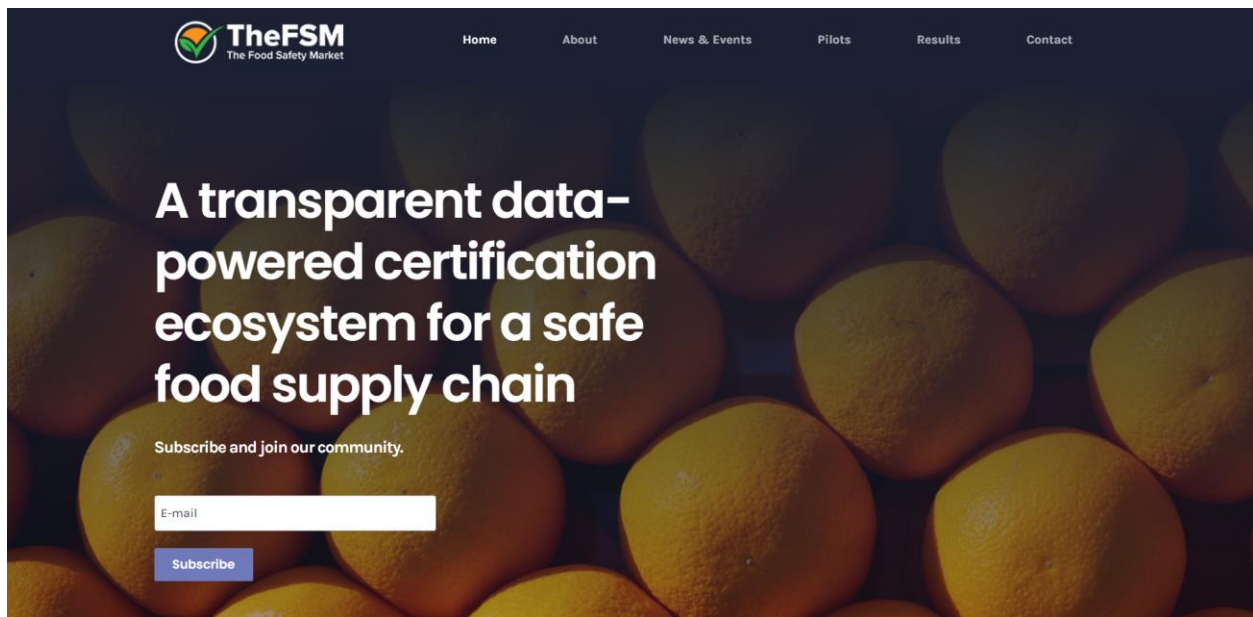 TheFSM
The Food Safety Market
Home About News & Events Pilots Results Contact
A transparent data-
powered certification
ecosystem for a safe
food supply chain
Subscribe and join our community.
E-mail
Subscribe